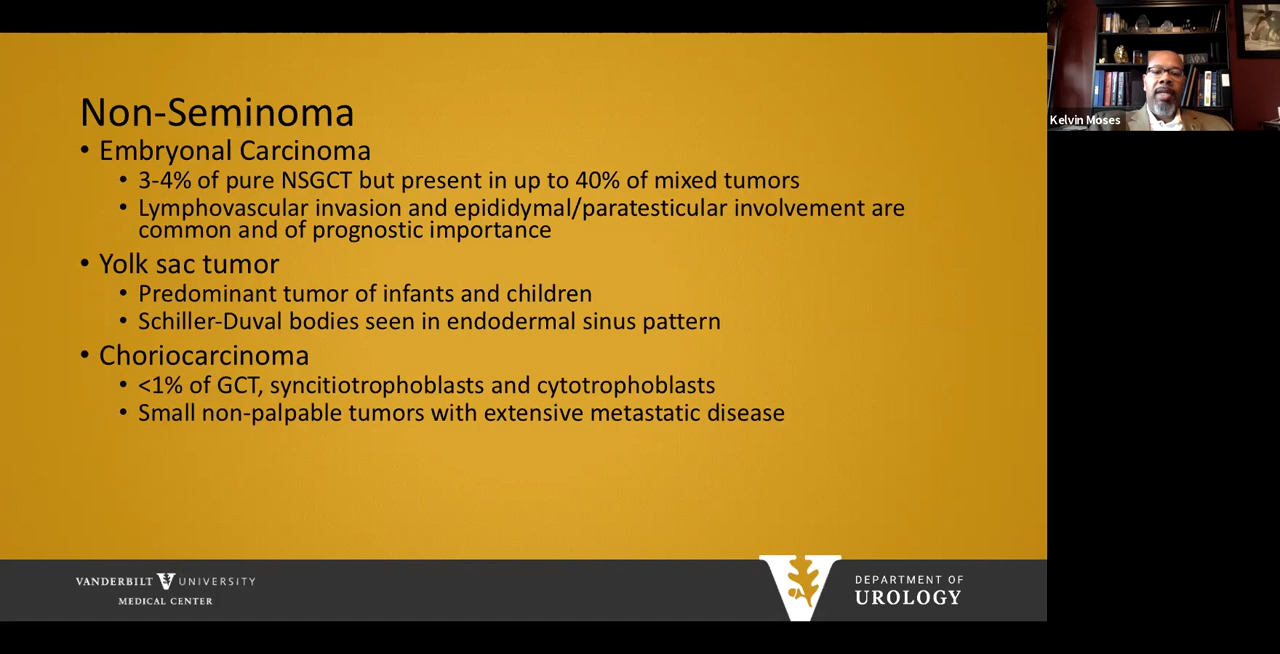 Non-Seminoma
• Embryonal Carcinoma
• 3-4% of pure NSGCT but present in up to 40% of mixed tumors
• Lymphovascular invasion and epididymal/paratesticular involvement are
common and of prognostic importance
• Yolk sac tumor
• Predominant tumor of infants and children
• Schiller-Duval bodies seen in endodermal sinus pattern
• Choriocarcinoma
• <1% of GCT, syncitiotrophoblasts and cytotrophoblasts
• Small non-palpable tumors with extensive metastatic disease
VANDERBILT V UNIVERSITY
MEDICAL CENTER
V
DEPARTMENT OF
UROLOGY
Kelvin Moses